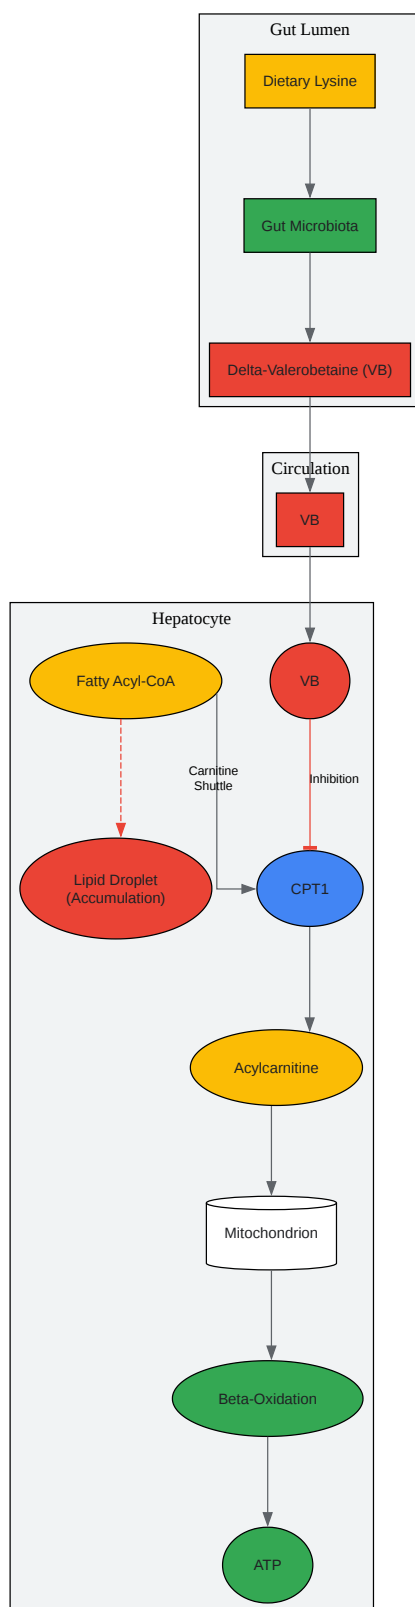 Gut Lumen
Dietary Lysine
Gut Microbiota
Delta-Valerobetaine (VB)
Circulation
VB
Hepatocyte
Fatty Acyl-CoA
VB
Carnitine
Shuttle
Inhibition
Lipid Droplet
(Accumulation)
CPT1
Acylcarnitine
Mitochondrion
Beta-Oxidation
ATP